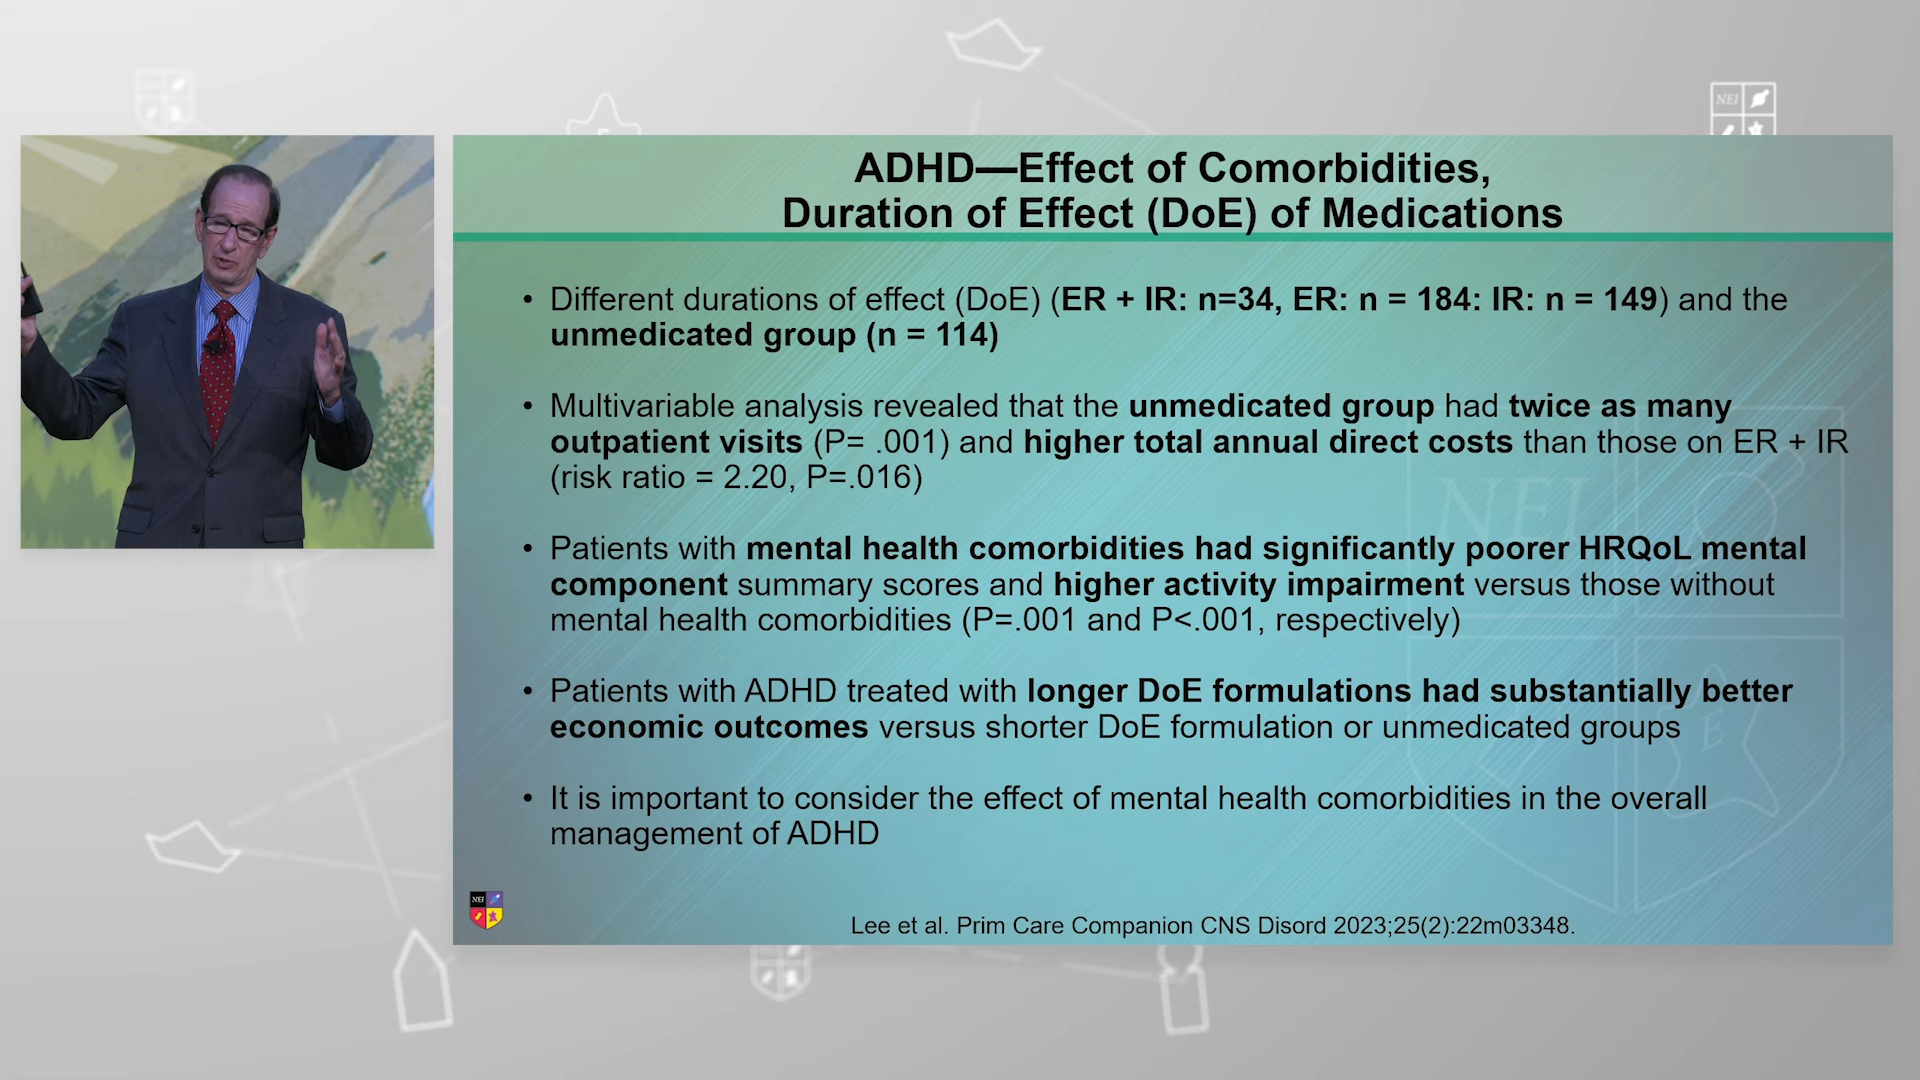 NEI
ADHD—Effect of Comorbidities,
Duration of Effect (DoE) of Medications
• Different durations of effect (DoE) (ER + IR: n=34, ER: n = 184: IR: n = 149) and the
unmedicated group (n = 114)
• Multivariable analysis revealed that the unmedicated group had twice as many
outpatient visits (P= .001) and higher total annual direct costs than those on ER + IR
(risk ratio = 2.20, P=.016)
• Patients with mental health comorbidities had significantly poorer HRQoL mental
component summary scores and higher activity impairment versus those without
mental health comorbidities (P=.001 and P<.001, respectively)
• Patients with ADHD treated with longer DoE formulations had substantially better
economic outcomes versus shorter DoE formulation or unmedicated groups
• It is important to consider the effect of mental health comorbidities in the overall
management of ADHD
NEI
E
NEI
Lee et al. Prim Care Companion CNS Disord 2023;25(2):22m03348.